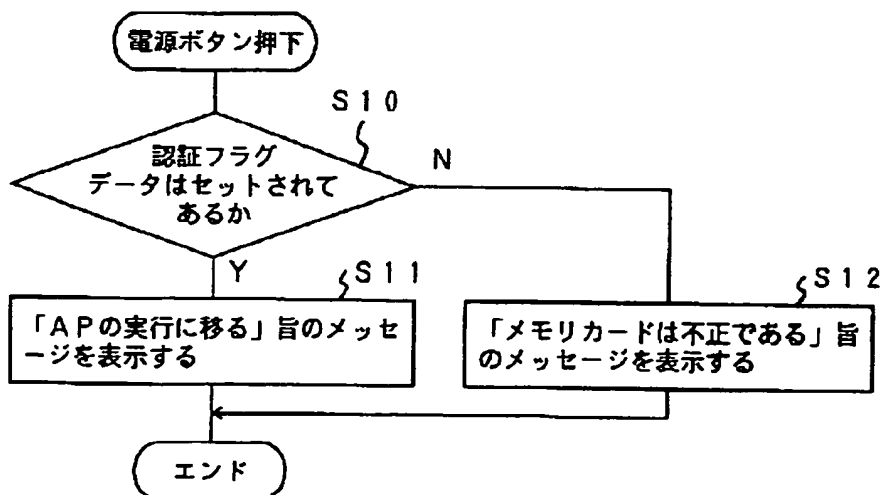 電源ボタン押下
S10
認証フラグ
データはセットされて
あるか
N
Y
S11
「APの実行に移る」旨のメッセ
ージを表示する
S12
「メモリカードは不正である」旨
のメッセージを表示する
エンド